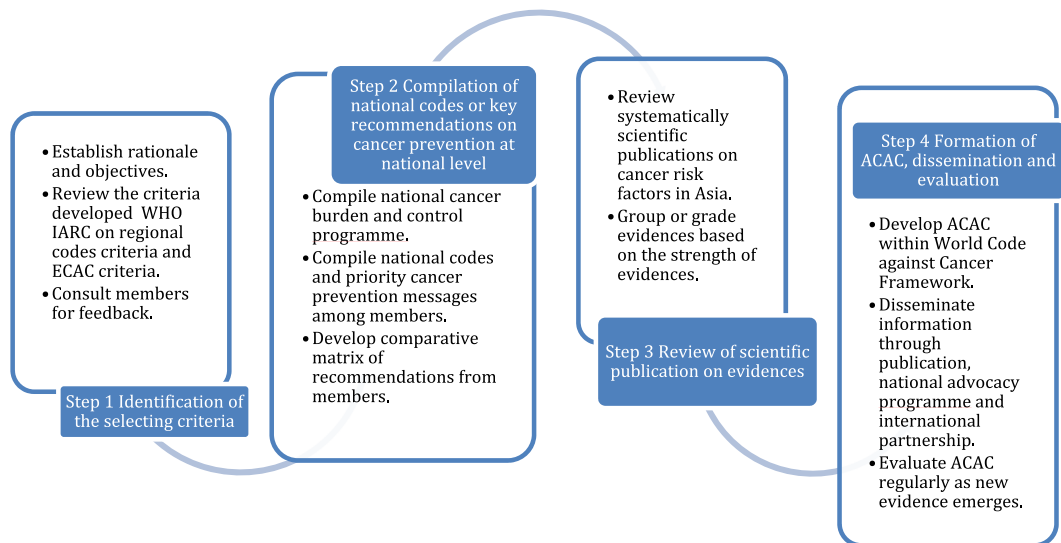 • Establish rationale
and objectives.
• Review the criteria
developed WHO
IARC on regional
codes criteria and
ECAC criteria.
• Consult members
for feedback.
Step 1 Identification of
the selecting criteria
Step 2 Compilation of
national codes or key
recommendations on
cancer prevention at
national level
• Compile national cancer
burden and control
programme.
• Compile national codes
and priority cancer
prevention messages
among members.
• Develop comparative
matrix of
recommendations from
members.
• Review
systematically
scientific
publications on
cancer risk
factors in Asia.
• Group or grade
evidences based
on the strength of
evidences.
Step 3 Review of scientific
publication on evidences
Step 4 Formation of
ACAC, dissemination and
evaluation
• Develop ACAC
within World Code
against Cancer
Framework.
• Disseminate
information
through
publication,
national advocacy
programme and
international
partnership.
• Evaluate ACAC
regularly as new
evidence emerges.